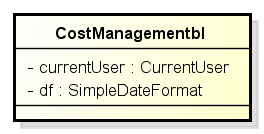 CostManagementbl
- currentUser : CurrentUser
- df : SimpleDateFormat